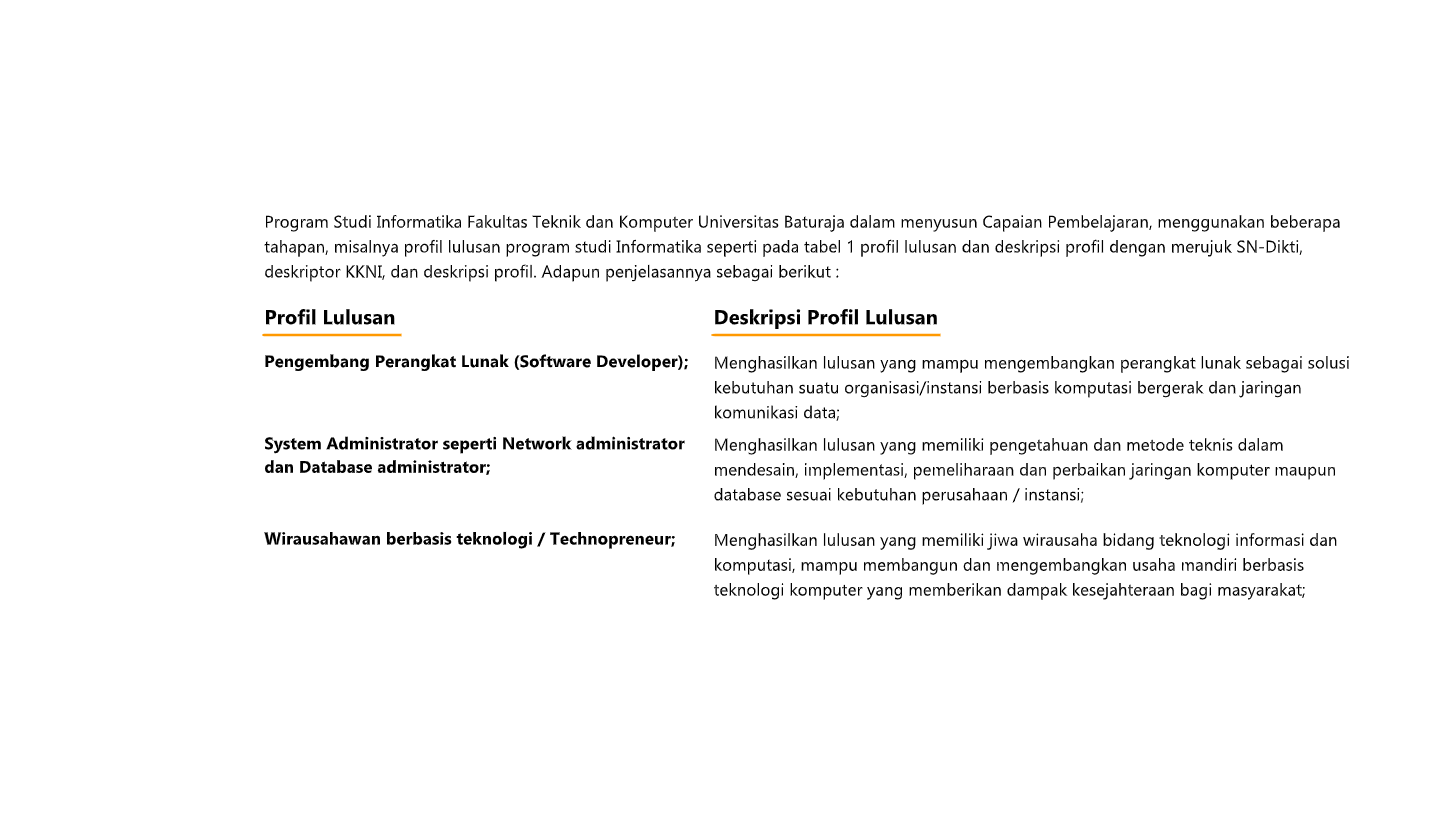 Program Studi Informatika Fakultas Teknik dan Komputer Universitas Baturaja dalam menyusun Capaian Pembelajaran, menggunakan beberapa
tahapan, misalnya profil lulusan program studi Informatika seperti pada tabel 1 profil lulusan dan deskripsi profil dengan merujuk SN-Dikti,
deskriptor KKNI, dan deskripsi profil. Adapun penjelasannya sebagai berikut :
Profil Lulusan
Deskripsi Profil Lulusan
Pengembang Perangkat Lunak (Software Developer);
Menghasilkan lulusan yang mampu mengembangkan perangkat lunak sebagai solusi
kebutuhan suatu organisasi/instansi berbasis komputasi bergerak dan jaringan
komunikasi data;
System Administrator seperti Network administrator
dan Database administrator;
Menghasilkan lulusan yang memiliki pengetahuan dan metode teknis dalam
mendesain, implementasi, pemeliharaan dan perbaikan jaringan komputer maupun
database sesuai kebutuhan perusahaan / instansi;
Wirausahawan berbasis teknologi / Technopreneur;
Menghasilkan lulusan yang memiliki jiwa wirausaha bidang teknologi informasi dan
komputasi, mampu membangun dan mengembangkan usaha mandiri berbasis
teknologi komputer yang memberikan dampak kesejahteraan bagi masyarakat;